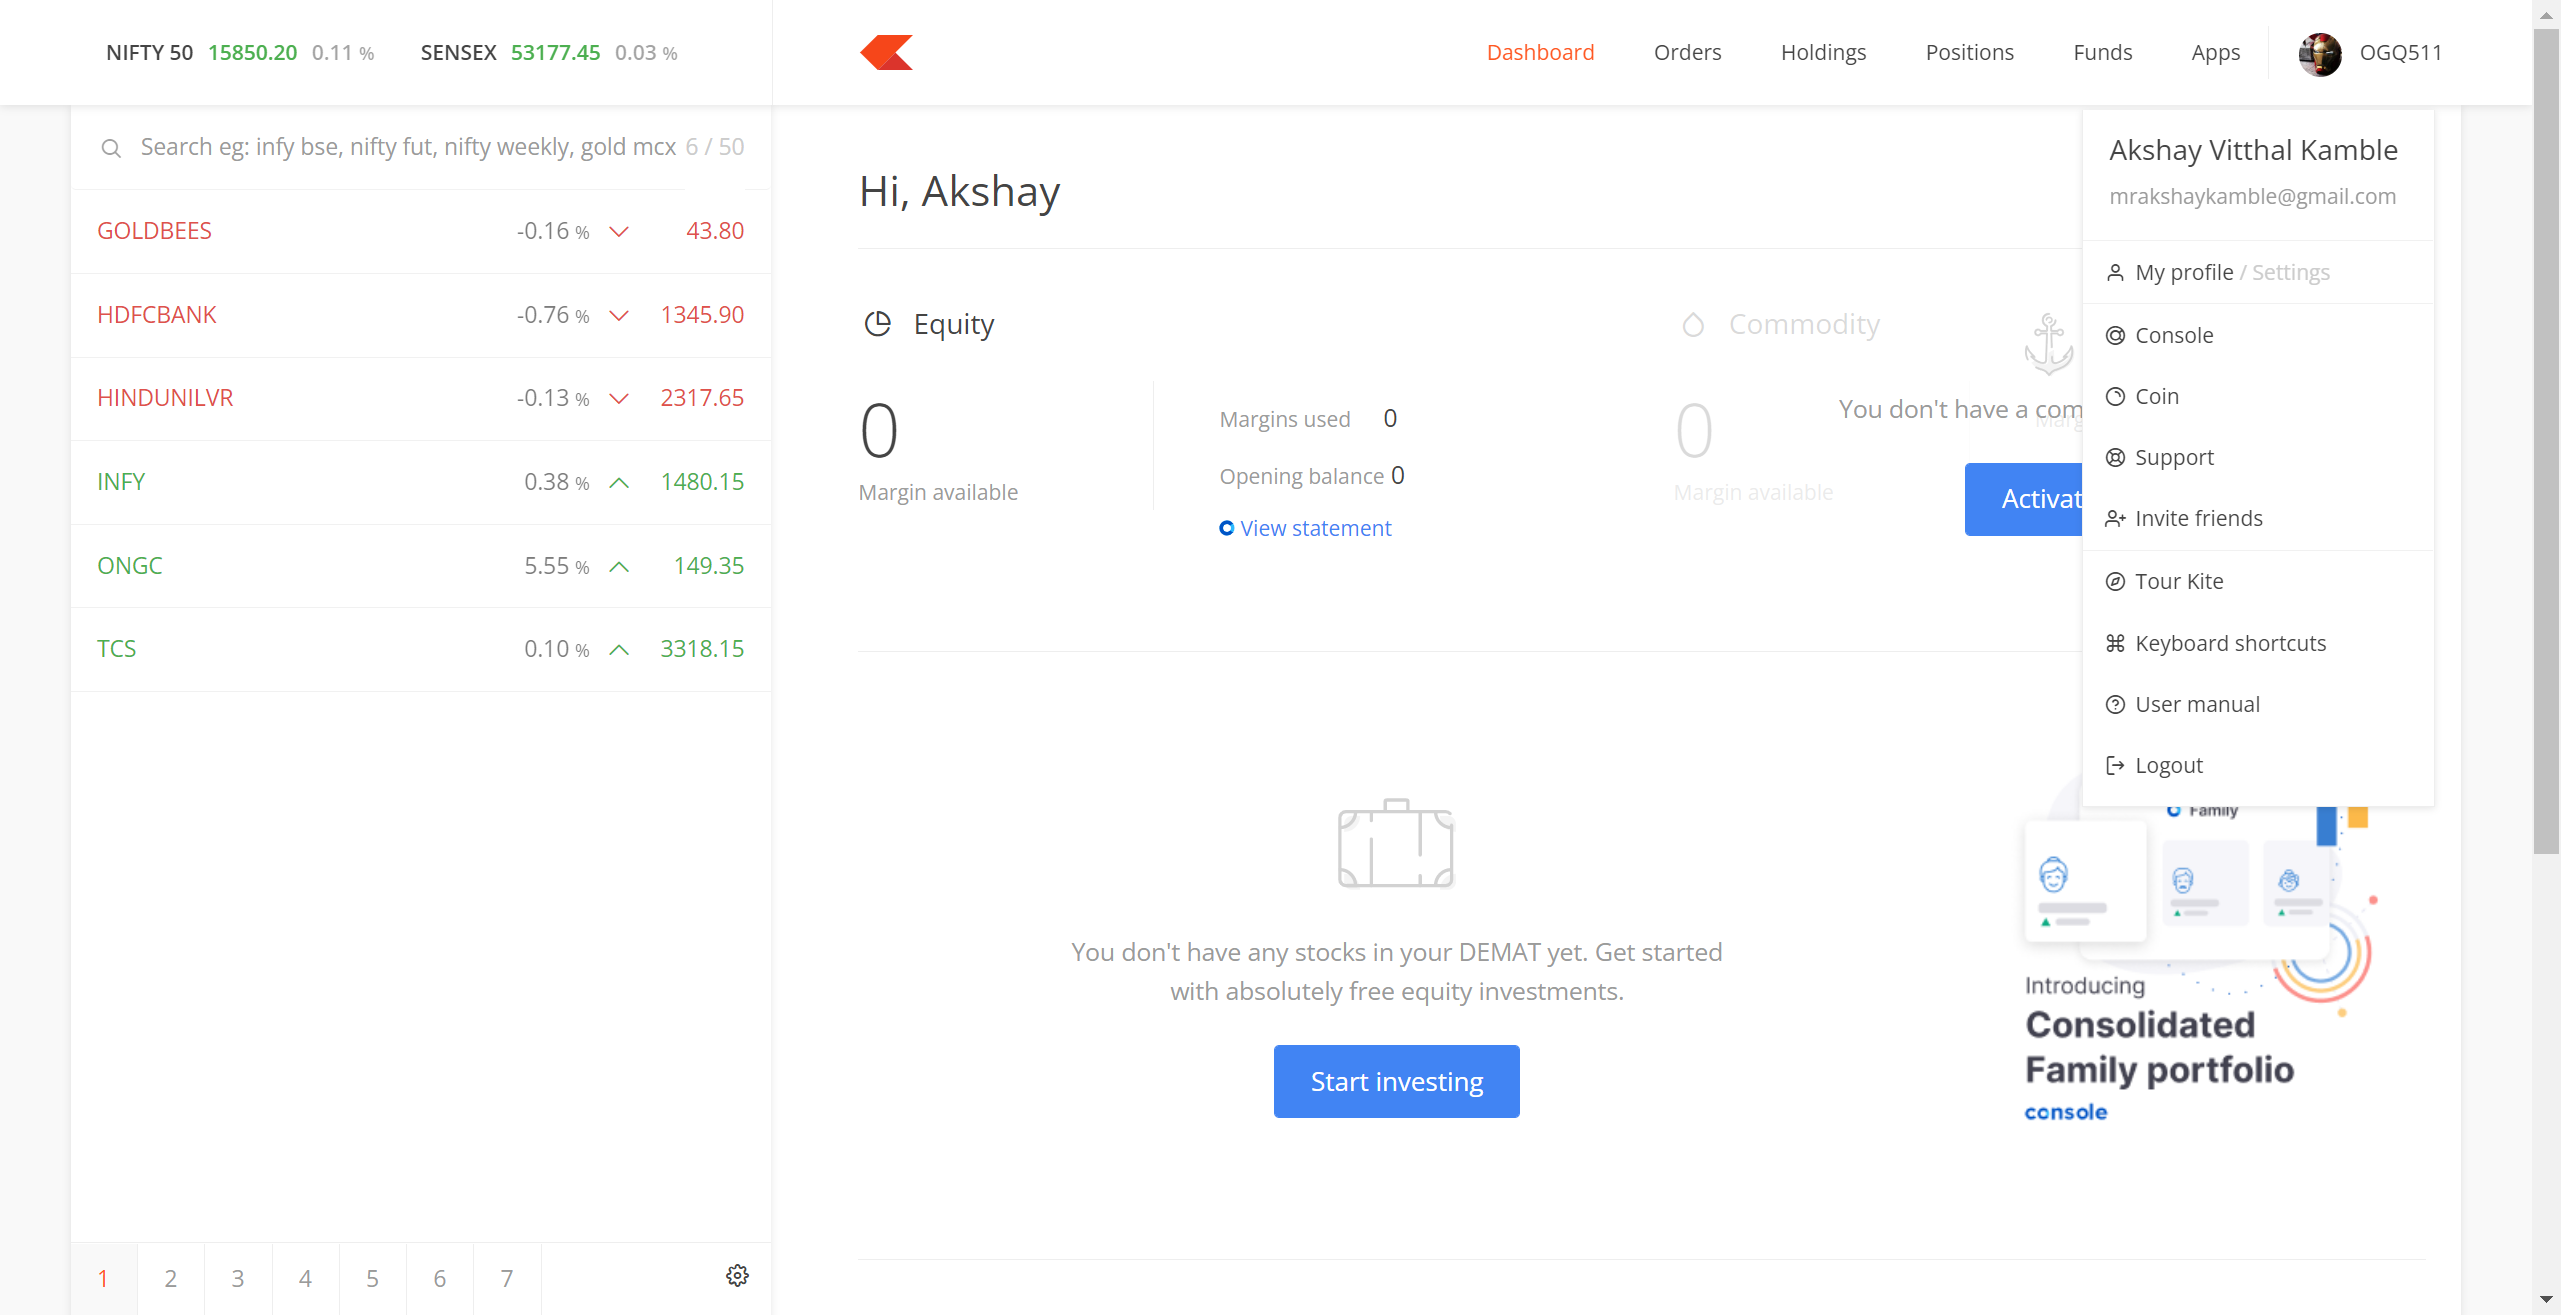 NIFTY 50 15850.20 0.11 % SENSEX 53177.45 0.03 %
Dashboard Orders Holdings Positions Funds Apps OGQ511
Search eg: infy bse, nifty fut, nifty weekly, gold mcx 6 / 50
GOLDBEES -0.16 % 43.80
HDFCBANK -0.76 % 1345.90
HINDUNILVR -0.13 % 2317.65
INFY 0.38 % 1480.15
ONGC 5.55 % 149.35
TCS 0.10 % 3318.15
1 2 3 4 5 6 7
Hi, Akshay
Equity
0
Margin available
Margins used 0
Opening balance 0
View statement
Commodity
0
Margin available
You don't have a com
Marg
Activat
You don't have any stocks in your DEMAT yet. Get started
with absolutely free equity investments.
Start investing
Akshay Vitthal Kamble
mrakshaykamble@gmail.com
My profile / Settings
Console
Coin
Support
Invite friends
Tour Kite
Keyboard shortcuts
User manual
Logout
Family
Introducing
Consolidated
Family portfolio
console